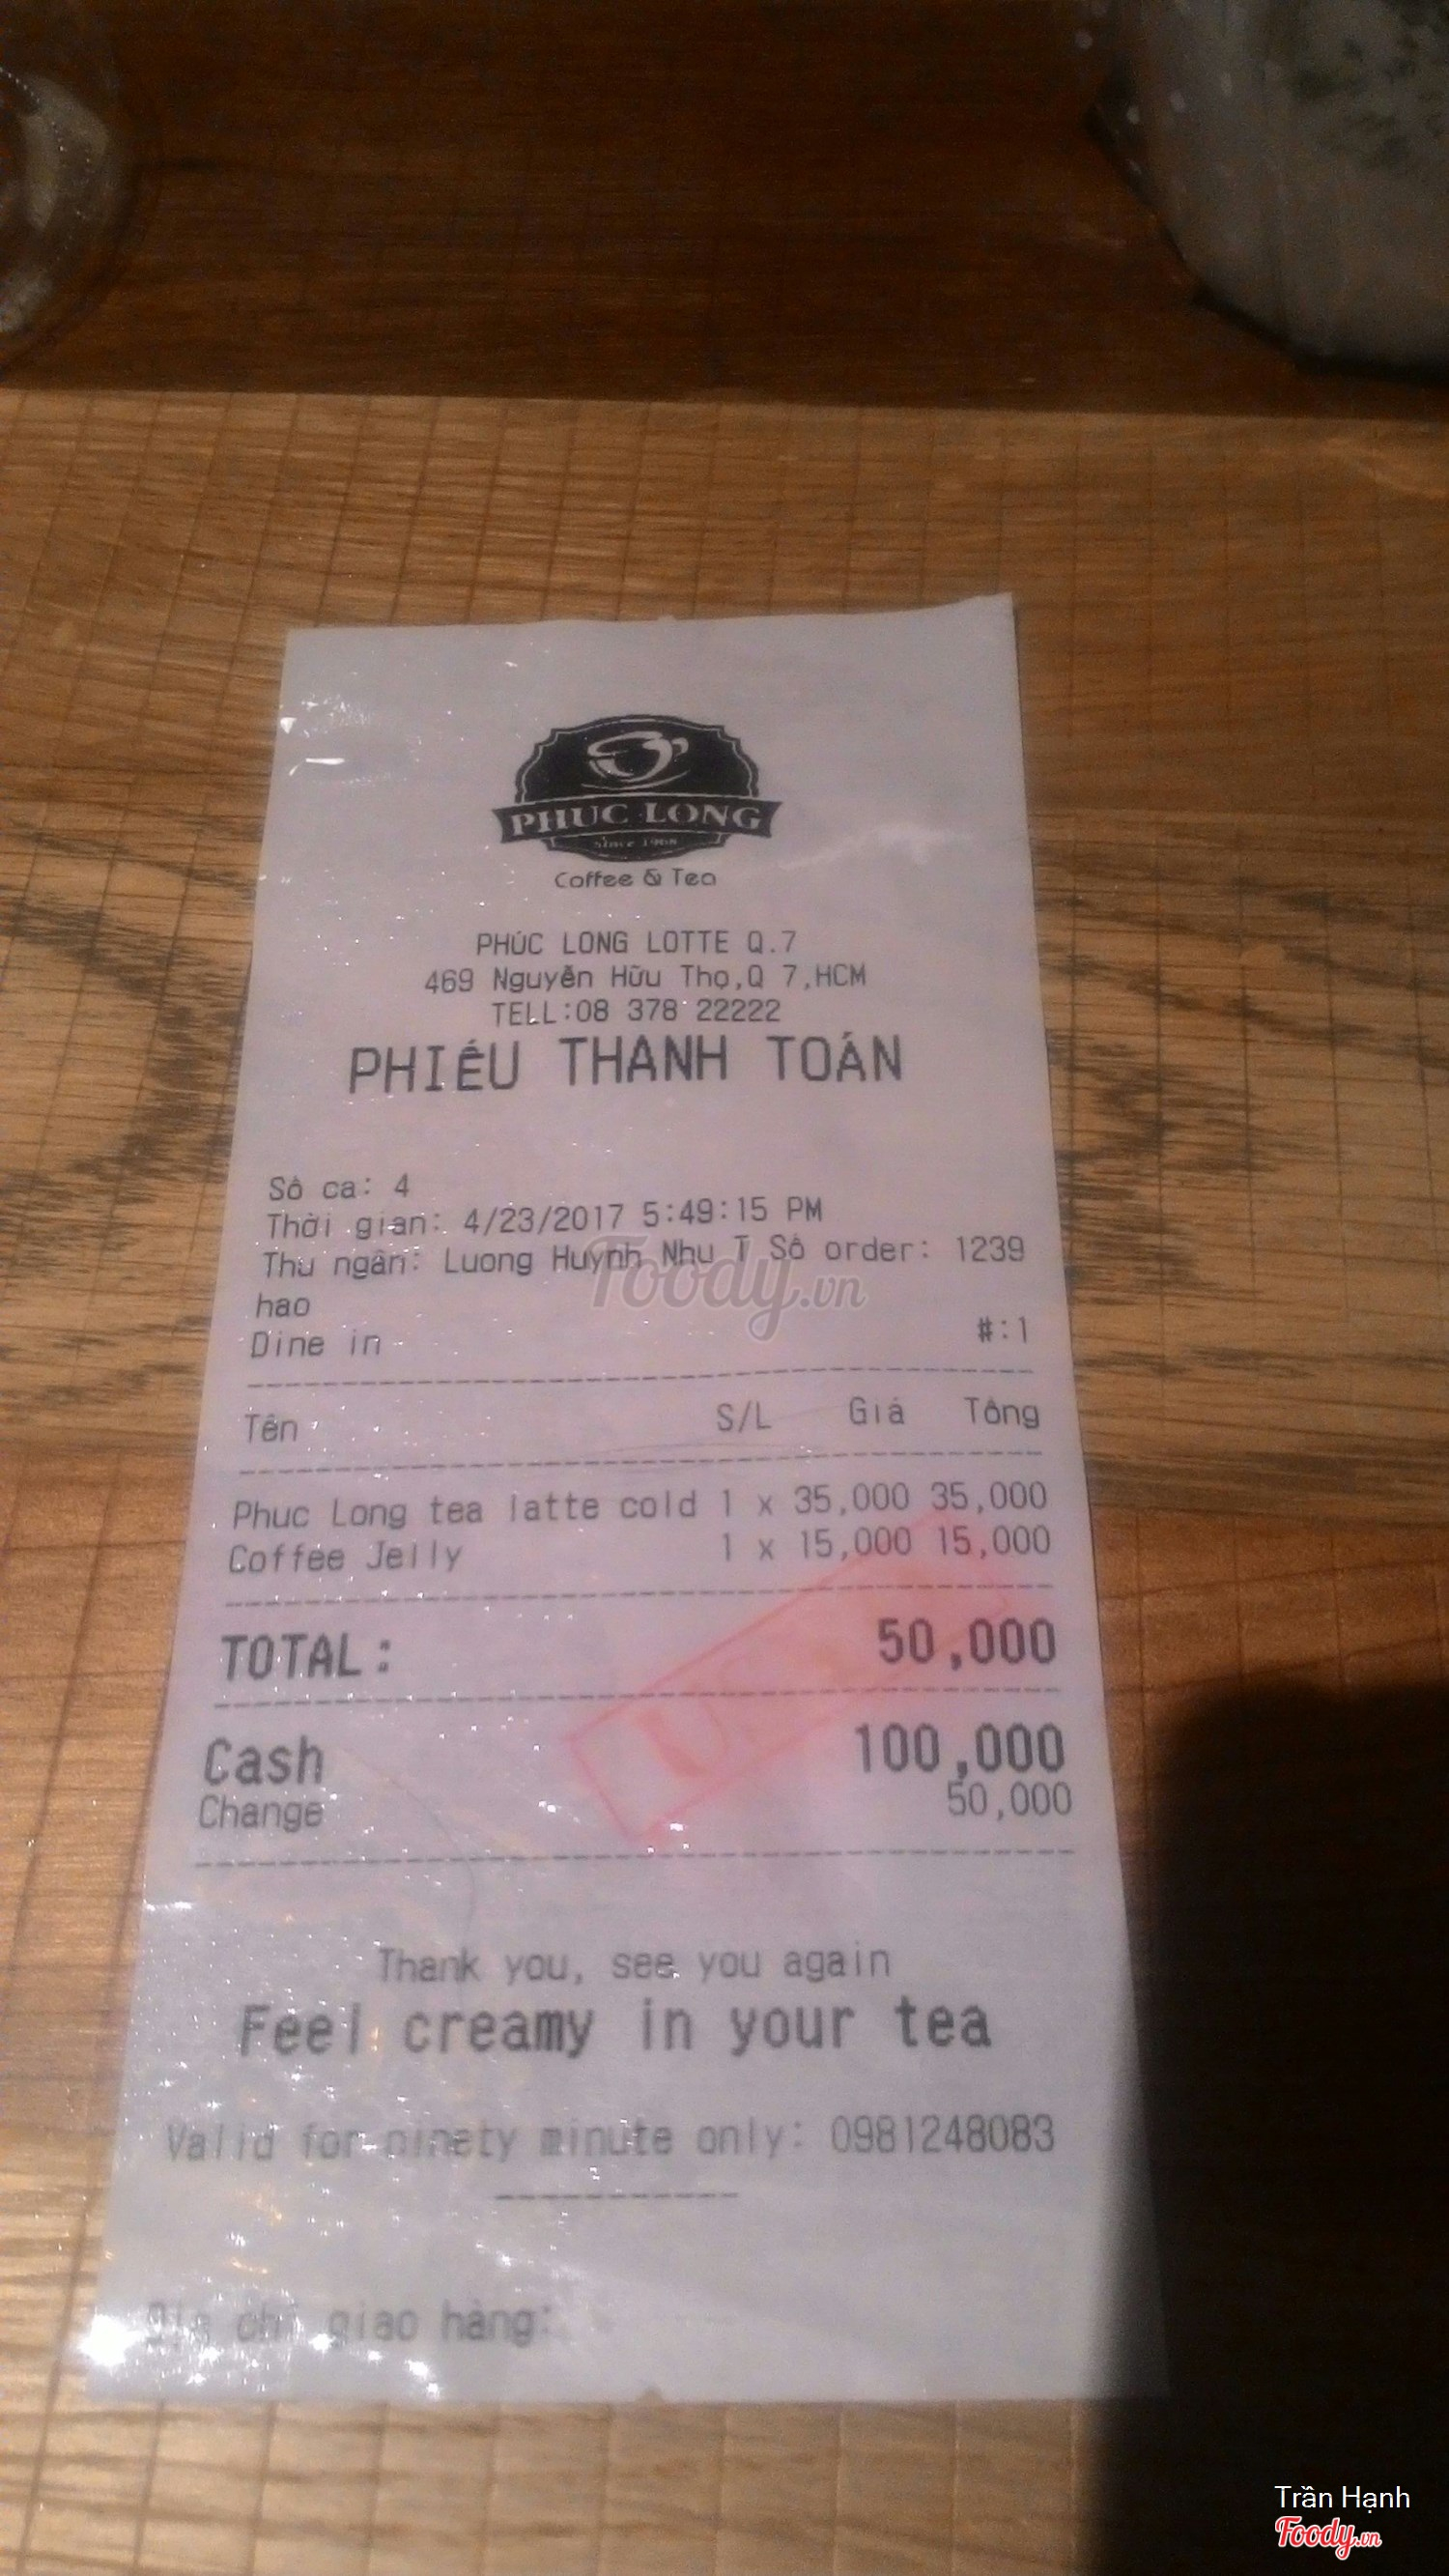 PHUC LONG
Since 1968
Coffee & Tea
PHÚC LONG LOTTE Q.7
469 Nguyễn Hữu Thọ,Q 7,HCM
TELL:08 378 22222
PHIẾU THANH TOÁN
Số ca: 4
Thời gian: 4/23/2017 5:49:15 PM
Thu ngân: Luong Huynh Nhu T Số order: 1239
hao
Dine in #:1
Tên S/L Giá Tổng
Phuc Long tea latte cold 1 x 35,000 35,000
Coffee Jelly 1 x 15,000 15,000
TOTAL: 50,000
Cash 100,000
Change 50,000
Thank you, see you again
Feel creamy in your tea
Valid for ninety minute only: 0981248083
Địa chỉ giao hàng:
Foody.vn
Trần Hạnh
Foody.vn